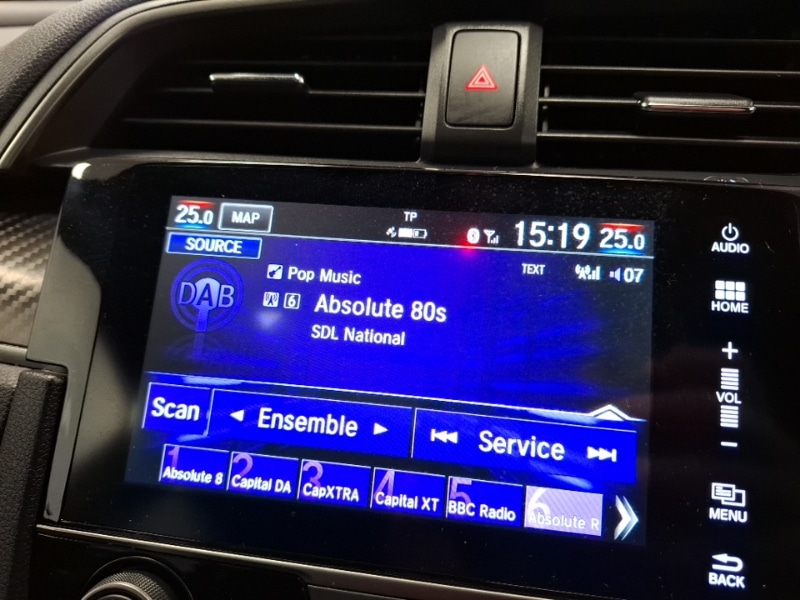 25.0 MAP TP 15:19 25.0
SOURCE TEXT 07
DAB Pop Music
6 Absolute 80s
SDL National
Scan Ensemble Service
1 Absolute 8
2 Capital DA
3 CapXTRA
4 Capital XT
5 BBC Radio
6 Absolute R
AUDIO
HOME
+
VOL
−
MENU
BACK